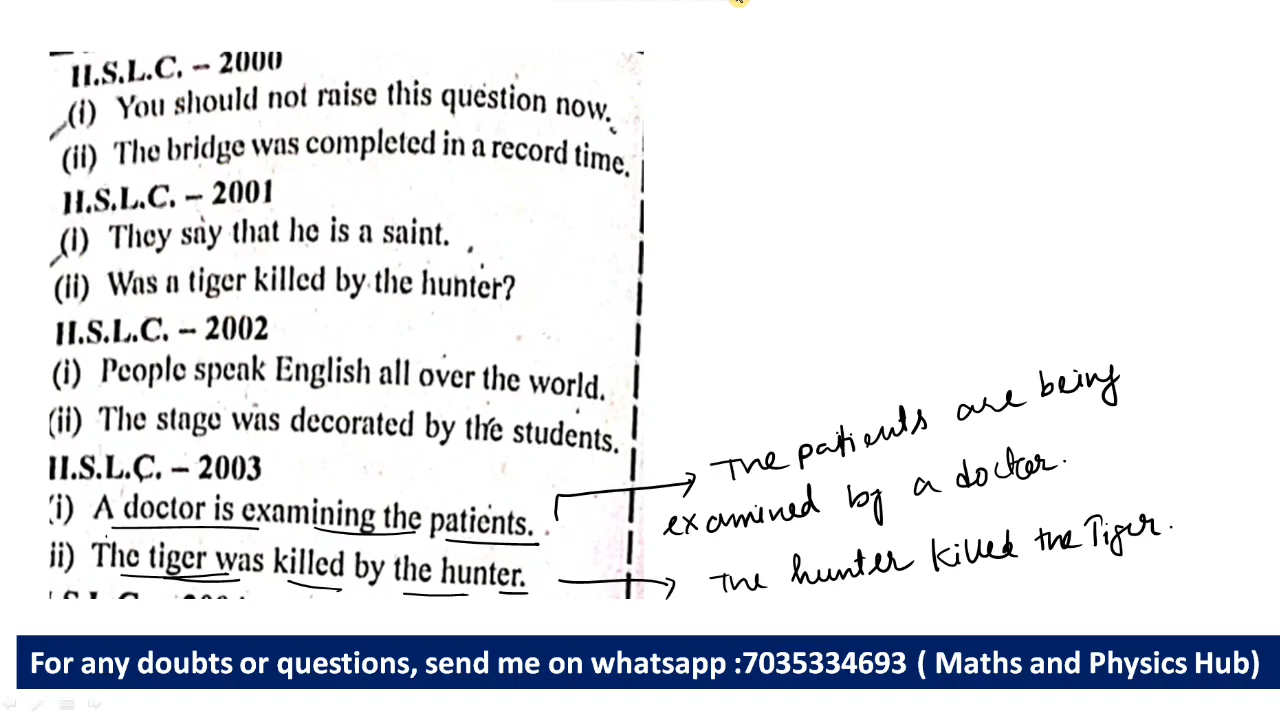 H.S.L.C. – 2000
(i) You should not raise this question now.
(ii) The bridge was completed in a record time.
H.S.L.C. – 2001
(i) They say that he is a saint.
(ii) Was a tiger killed by the hunter?
H.S.L.C. – 2002
(i) People speak English all over the world.
(ii) The stage was decorated by the students.
H.S.L.C. – 2003
(i) A doctor is examining the patients.
ii) The tiger was killed by the hunter.
The patients are being
examined by a doctor.
The hunter killed the Tiger.
For any doubts or questions, send me on whatsapp :7035334693 ( Maths and Physics Hub)